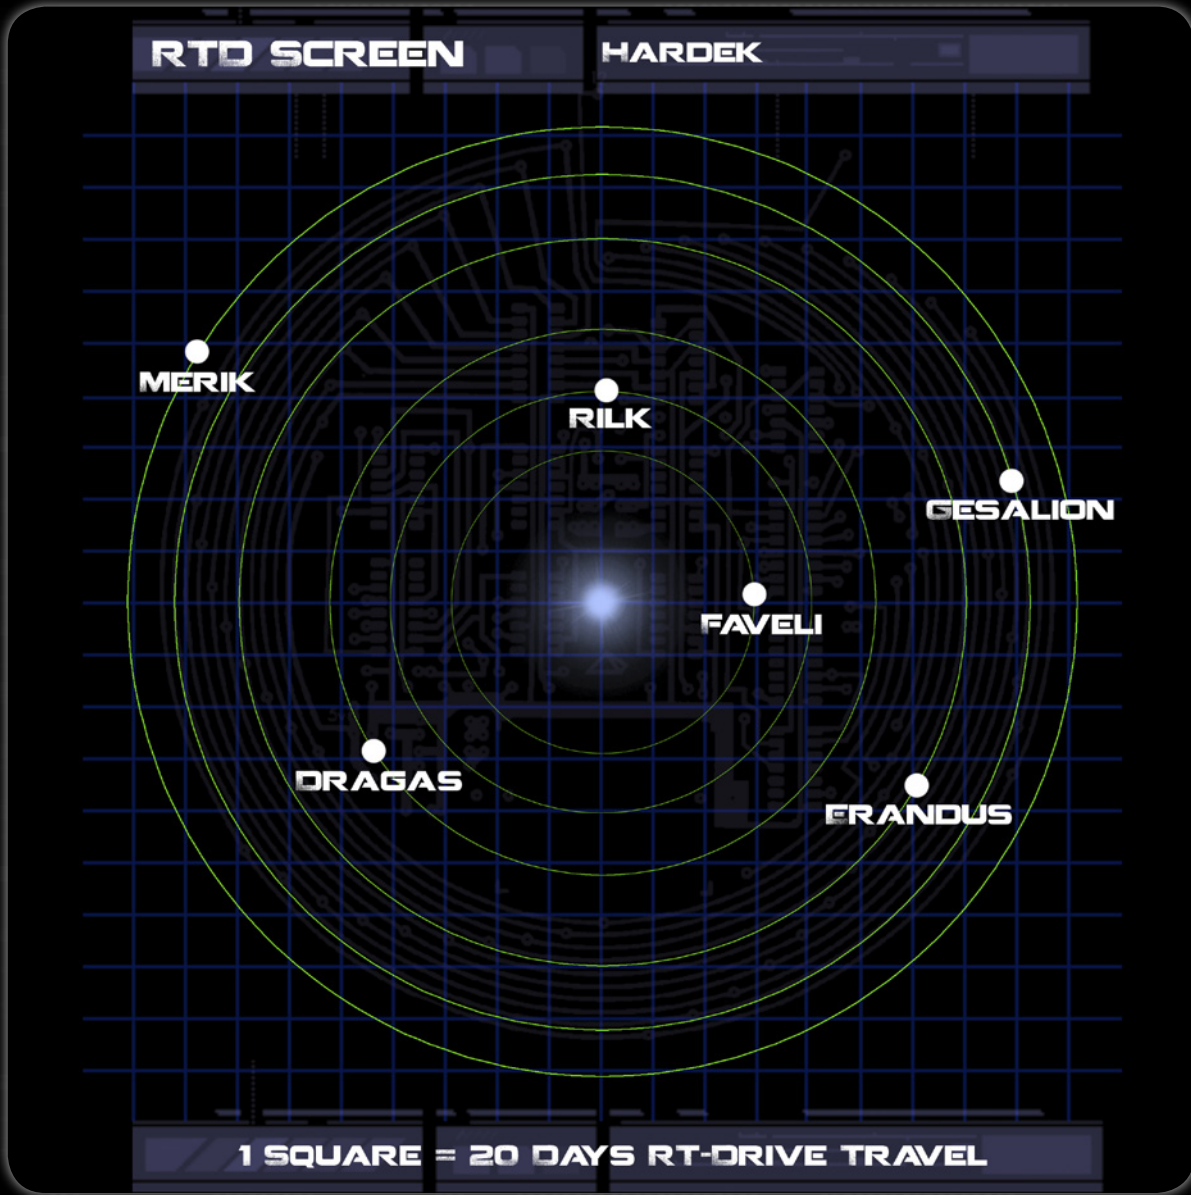 RTD SCREEN
HARDEK
MERIK
RILK
GESALION
FAVELI
DRAGAS
ERANDUS
1 SQUARE = 20 DAYS RT-DRIVE TRAVEL